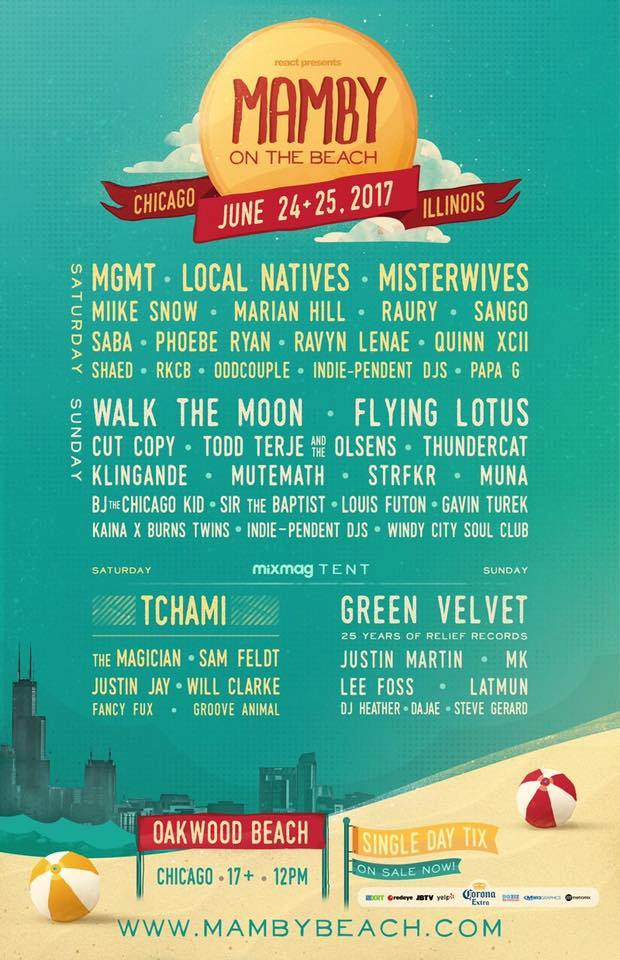 react presents
MAMBY
ON THE BEACH
CHICAGO
JUNE 24+25, 2017
ILLINOIS
SATURDAY
MGMT • LOCAL NATIVES • MISTERWIVES
MIIKE SNOW • MARIAN HILL • RAURY • SANGO
SABA • PHOEBE RYAN • RAVYN LENAE • QUINN XCII
SHAED • RKCB • ODDCOUPLE • INDIE-PENDENT DJS • PAPA G
SUNDAY
WALK THE MOON • FLYING LOTUS
CUT COPY • TODD TERJE AND THE OLSENS • THUNDERCAT
KLINGANDE • MUTEMATH • STRFKR • MUNA
BJ THE CHICAGO KID • SIR THE BAPTIST • LOUIS FUTON • GAVIN TUREK
KAINA X BURNS TWINS • INDIE-PENDENT DJS • WINDY CITY SOUL CLUB
mixmag TENT
SATURDAY
TCHAMI
THE MAGICIAN • SAM FELDT
JUSTIN JAY • WILL CLARKE
FANCY FUX • GROOVE ANIMAL
SUNDAY
GREEN VELVET
25 YEARS OF RELIEF RECORDS
JUSTIN MARTIN • MK
LEE FOSS • LATMUN
DJ HEATHER • DAJAE • STEVE GERARD
OAKWOOD BEACH
CHICAGO • 17+ • 12PM
SINGLE DAY TIX
ON SALE NOW!
XRT redeye JBTV yelp Corona Extra
WWW.MAMBYBEACH.COM